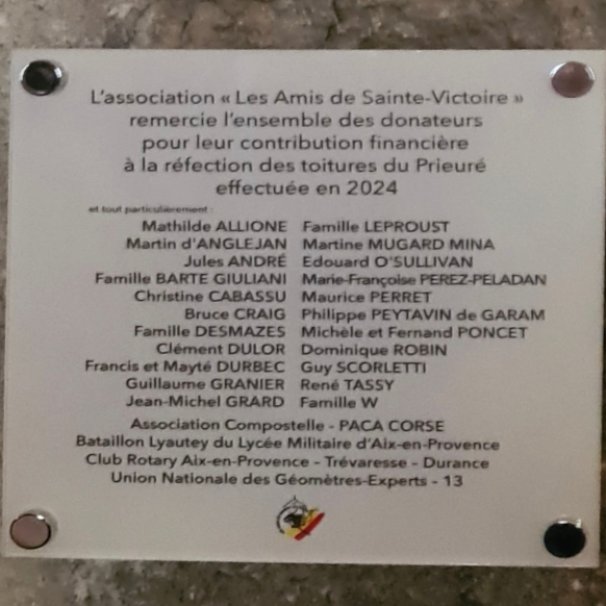 L'association « Les Amis de Sainte-Victoire »
remercie l'ensemble des donateurs
pour leur contribution financière
à la réfection des toitures du Prieuré
effectuée en 2024
et tout particulièrement :
Mathilde ALLIONE Famille LEPROUST
Martin d'ANGLEJAN Martine MUGARD MINA
Jules ANDRÉ Edouard O'SULLIVAN
Famille BARTE GIULIANI Marie-Françoise PEREZ-PELADAN
Christine CABASSU Maurice PERRET
Bruce CRAIG Philippe PEYTAVIN de GARAM
Famille DESMAZES Michèle et Fernand PONCET
Clément DULOR Dominique ROBIN
Francis et Mayté DURBEC Guy SCORLETTI
Guillaume GRANIER René TASSY
Jean-Michel GRARD Famille W
Association Compostelle - PACA CORSE
Bataillon Lyautey du Lycée Militaire d'Aix-en-Provence
Club Rotary Aix-en-Provence - Trévaresse - Durance
Union Nationale des Géomètres-Experts - 13